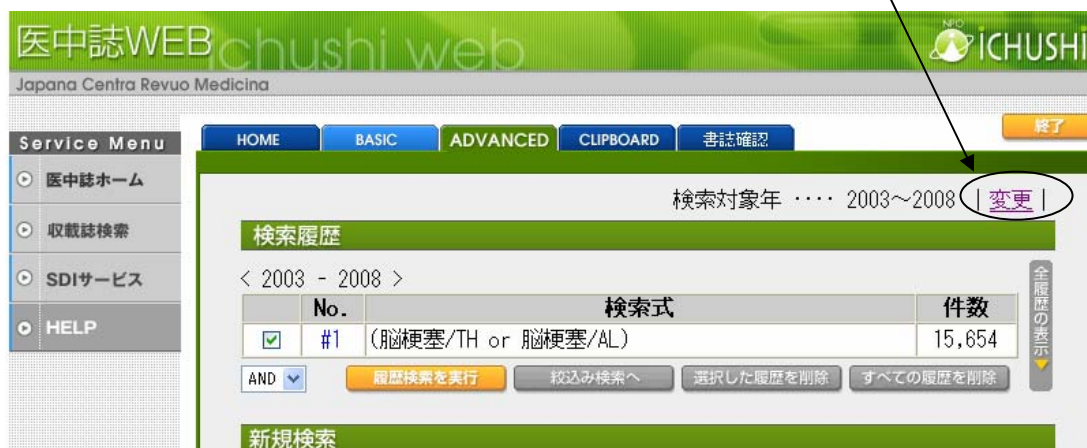 医中誌WEB ichushi web
NPO
ICHUSHI
Japana Centra Revuo Medicina
Service Menu
医中誌ホーム
収載誌検索
SDIサービス
HELP
HOME BASIC ADVANCED CLIPBOARD 書誌確認
終了
検索対象年 ‥‥ 2003~2008 | 変更 |
検索履歴
< 2003 - 2008 >
No. 検索式 件数
#1 (脳梗塞/TH or 脳梗塞/AL) 15,654
全履歴の表示
AND 履歴検索を実行 絞込み検索へ 選択した履歴を削除 すべての履歴を削除
新規検索